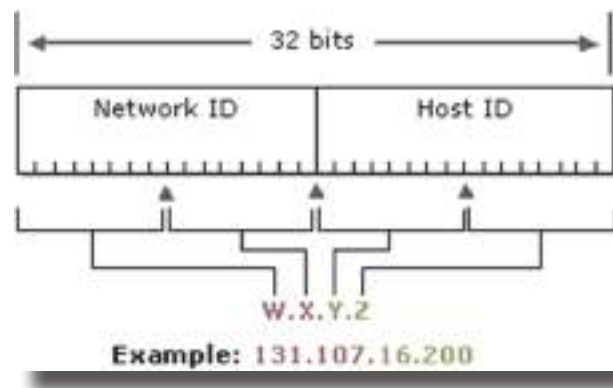 32 bits
Network ID Host ID
W.X.Y.Z
Example: 131.107.16.200